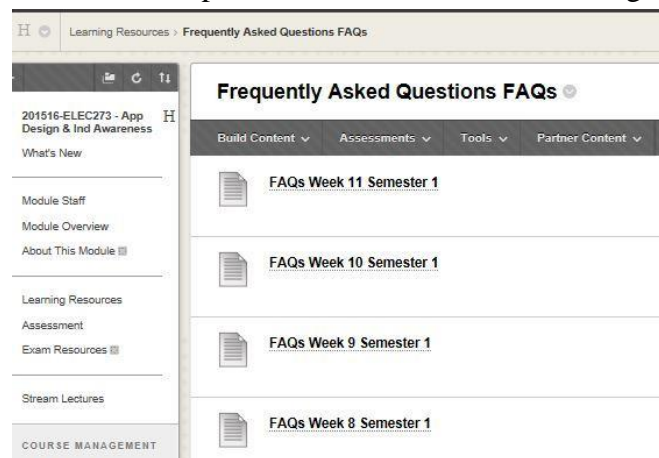 H Learning Resources > Frequently Asked Questions FAQs
201516-ELEC273 - App H
Design & Ind Awareness
What's New
Module Staff
Module Overview
About This Module
Learning Resources
Assessment
Exam Resources
Stream Lectures
COURSE MANAGEMENT
Frequently Asked Questions FAQs
Build Content Assessments Tools Partner Content
FAQs Week 11 Semester 1
FAQs Week 10 Semester 1
FAQs Week 9 Semester 1
FAQs Week 8 Semester 1